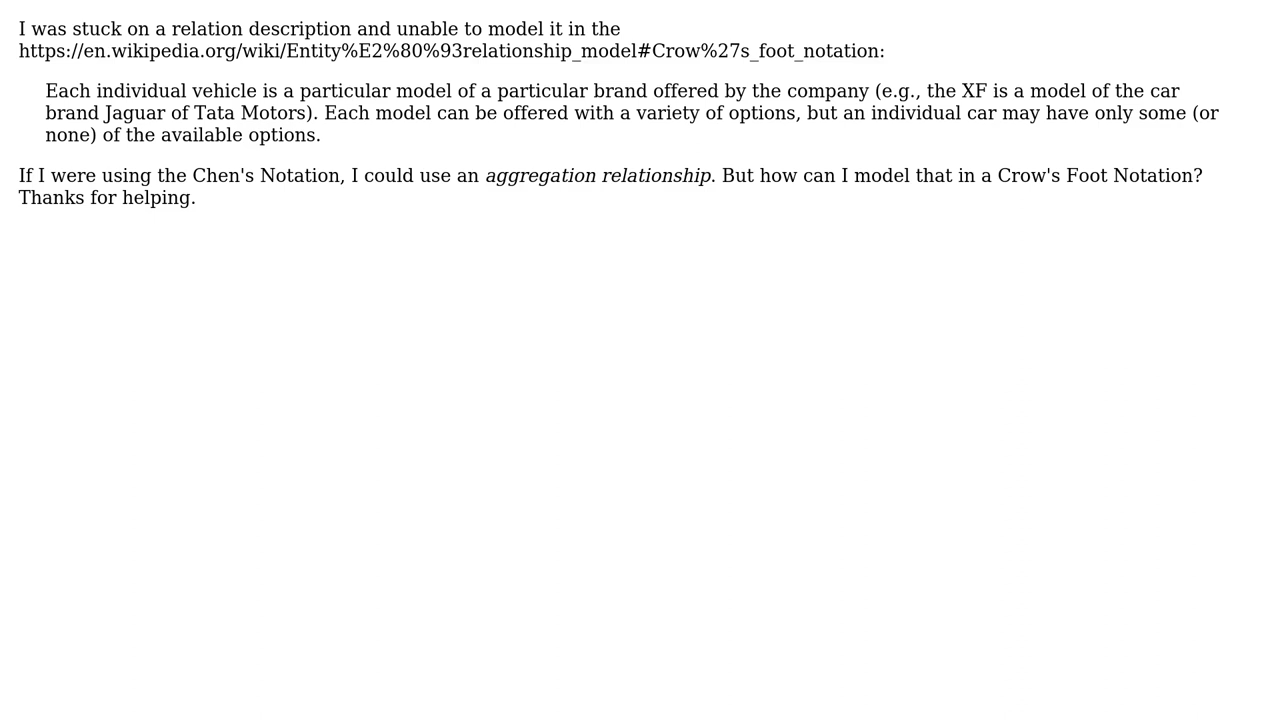 I was stuck on a relation description and unable to model it in the
https://en.wikipedia.org/wiki/Entity%E2%80%93relationship_model#Crow%27s_foot_notation:
Each individual vehicle is a particular model of a particular brand offered by the company (e.g., the XF is a model of the car
brand Jaguar of Tata Motors). Each model can be offered with a variety of options, but an individual car may have only some (or
none) of the available options.
If I were using the Chen's Notation, I could use an aggregation relationship. But how can I model that in a Crow's Foot Notation?
Thanks for helping.